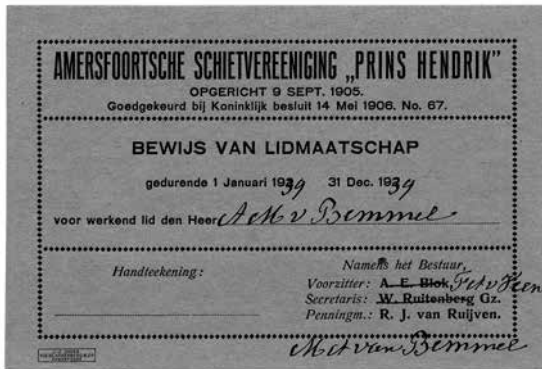 AMERSFOORTSCHE SCHIETVEREENIGING „PRINS HENDRIK”
OPGERICHT 9 SEPT. 1905.
Goedgekeurd bij Koninklijk besluit 14 Mei 1906. No. 67.
BEWIJS VAN LIDMAATSCHAP
gedurende 1 Januari 1939 31 Dec. 1939
voor werkend lid den Heer A M v Bemmel
Handteekening:
Namens het Bestuur,
Voorzitter: A. E. Blok,
Secretaris: W. Ruitenberg Gz.
Penningm.: R. J. van Ruijven.
van Bemmel